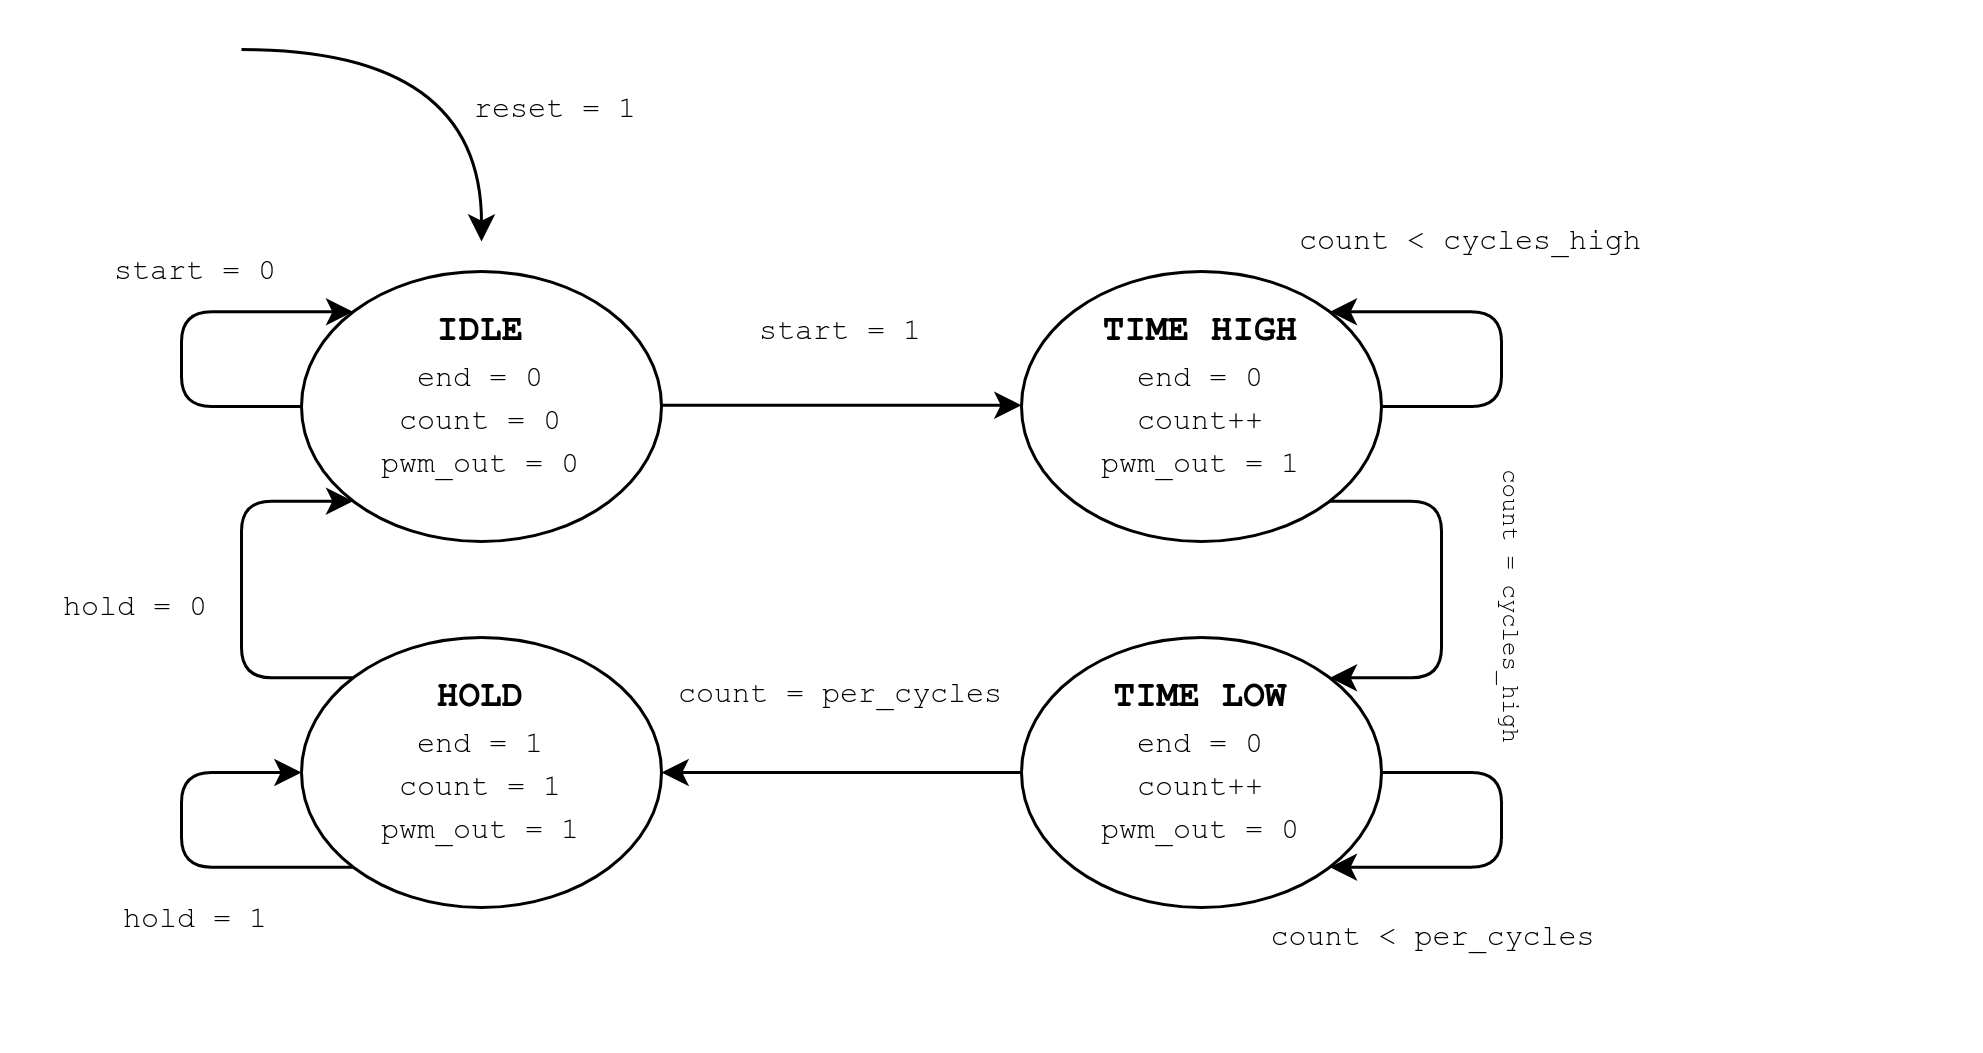 reset = 1
start = 0
IDLE
end = 0
count = 0
pwm_out = 0
start = 1
count < cycles_high
TIME HIGH
end = 0
count++
pwm_out = 1
count = cycles_high
hold = 0
HOLD
end = 1
count = 1
pwm_out = 1
hold = 1
count = per_cycles
TIME LOW
end = 0
count++
pwm_out = 0
count < per_cycles